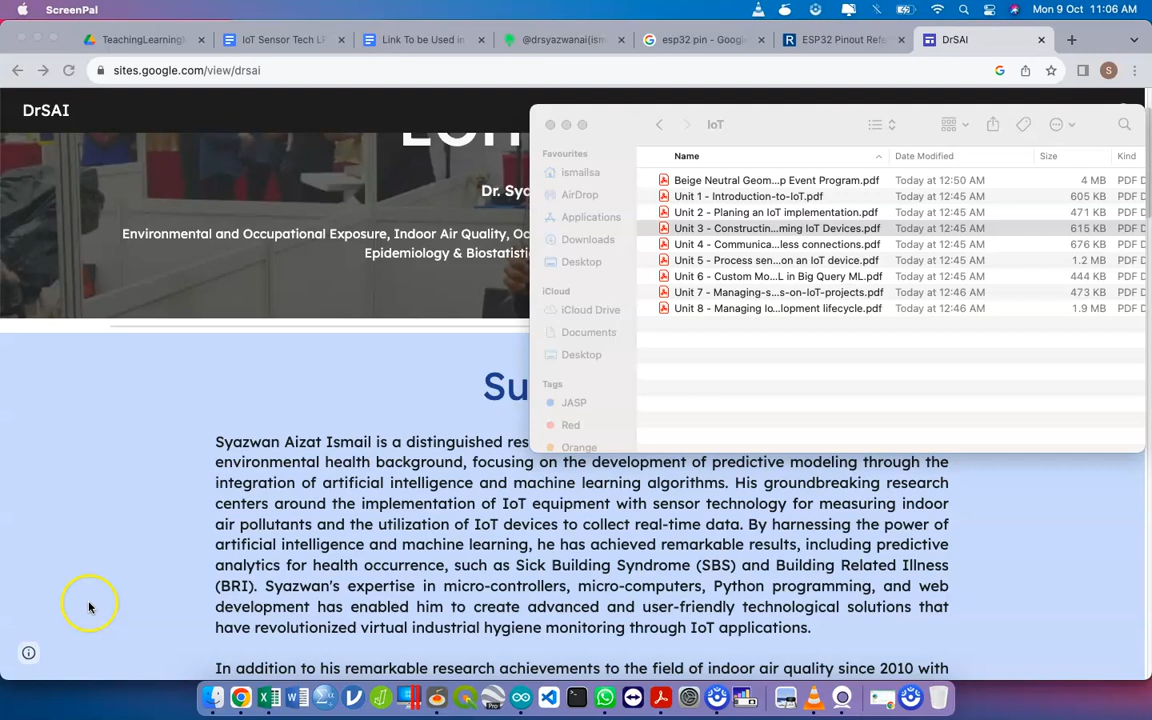 ScreenPal
Mon 9 Oct 11:06 AM
TeachingLearning
IoT Sensor Tech LP
Link To be Used in
@drsyazwanai(ism
esp32 pin - Google
ESP32 Pinout Refe
DrSAI
sites.google.com/view/drsai
S
DrSAI
Dr. Sya
Environmental and Occupational Exposure, Indoor Air Quality, Oc
Epidemiology & Biostatis
IoT
Favourites
ismailsa
AirDrop
Applications
Downloads
Desktop
iCloud
iCloud Drive
Documents
Desktop
Tags
JASP
Red
Orange
Name Date Modified Size Kind
Beige Neutral Geom...p Event Program.pdf Today at 12:50 AM 4 MB PDF D
Unit 1 - Introduction-to-IoT.pdf Today at 12:45 AM 605 KB PDF D
Unit 2 - Planing an IoT implementation.pdf Today at 12:45 AM 471 KB PDF D
Unit 3 - Constructin...ming IoT Devices.pdf Today at 12:45 AM 615 KB PDF D
Unit 4 - Communica...less connections.pdf Today at 12:45 AM 676 KB PDF D
Unit 5 - Process sen...on an IoT device.pdf Today at 12:45 AM 1.2 MB PDF D
Unit 6 - Custom Mo...L in Big Query ML.pdf Today at 12:45 AM 444 KB PDF D
Unit 7 - Managing-s...s-on-IoT-projects.pdf Today at 12:46 AM 473 KB PDF D
Unit 8 - Managing Io...lopment lifecycle.pdf Today at 12:46 AM 1.9 MB PDF D
Su
Syazwan Aizat Ismail is a distinguished res
environmental health background, focusing on the development of predictive modeling through the
integration of artificial intelligence and machine learning algorithms. His groundbreaking research
centers around the implementation of IoT equipment with sensor technology for measuring indoor
air pollutants and the utilization of IoT devices to collect real-time data. By harnessing the power of
artificial intelligence and machine learning, he has achieved remarkable results, including predictive
analytics for health occurrence, such as Sick Building Syndrome (SBS) and Building Related Illness
(BRI). Syazwan's expertise in micro-controllers, micro-computers, Python programming, and web
development has enabled him to create advanced and user-friendly technological solutions that
have revolutionized virtual industrial hygiene monitoring through IoT applications.
In addition to his remarkable research achievements to the field of indoor air quality since 2010 with